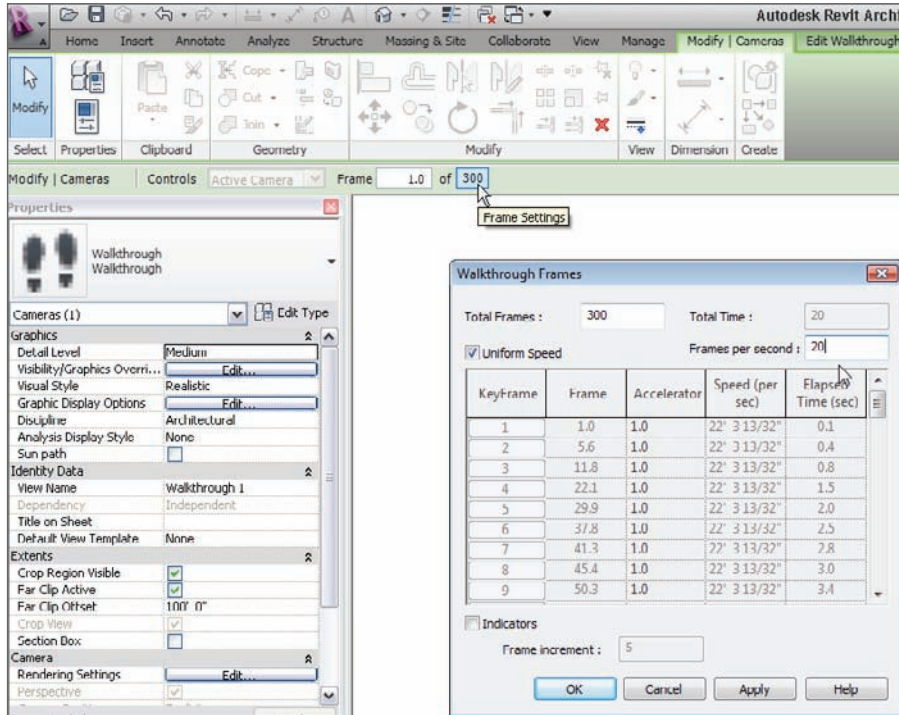 Autodesk Revit Archi
Home Insert Annotate Analyze Structure Massing & Site Collaborate View Manage Modify | Cameras Edit Walkthrough
Modify
Paste
Cope
Cut
Join
Select Properties Clipboard Geometry Modify View Dimension Create
Modify | Cameras Controls Active Camera Frame 1.0 of 300
Frame Settings
Properties
Walkthrough
Walkthrough
Cameras (1) Edit Type
Graphics
Detail Level Medium
Visibility/Graphics Overri... Edit...
Visual Style Realistic
Graphic Display Options Edit...
Discipline Architectural
Analysis Display Style None
Sun path
Identity Data
View Name Walkthrough 1
Dependency Independent
Title on Sheet
Default View Template None
Extents
Crop Region Visible
Far Clip Active
Far Clip Offset 100' 0"
Crop View
Section Box
Camera
Rendering Settings Edit...
Perspective
Walkthrough Frames
Total Frames : 300 Total Time : 20
Uniform Speed Frames per second : 20
KeyFrame Frame Accelerator Speed (per sec) Elapsed Time (sec)
1 1.0 1.0 22' 3 13/32" 0.1
2 5.6 1.0 22' 3 13/32" 0.4
3 11.8 1.0 22' 3 13/32" 0.8
4 22.1 1.0 22' 3 13/32" 1.5
5 29.9 1.0 22' 3 13/32" 2.0
6 37.8 1.0 22' 3 13/32" 2.5
7 41.3 1.0 22' 3 13/32" 2.8
8 45.4 1.0 22' 3 13/32" 3.0
9 50.3 1.0 22' 3 13/32" 3.4
Indicators
Frame increment : 5
OK Cancel Apply Help